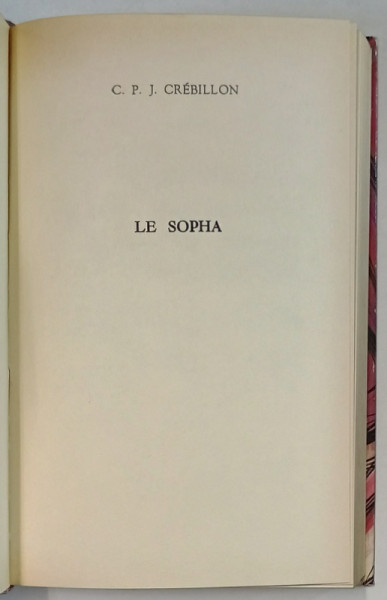 C. P. J. CRÉBILLON
LE SOPHA